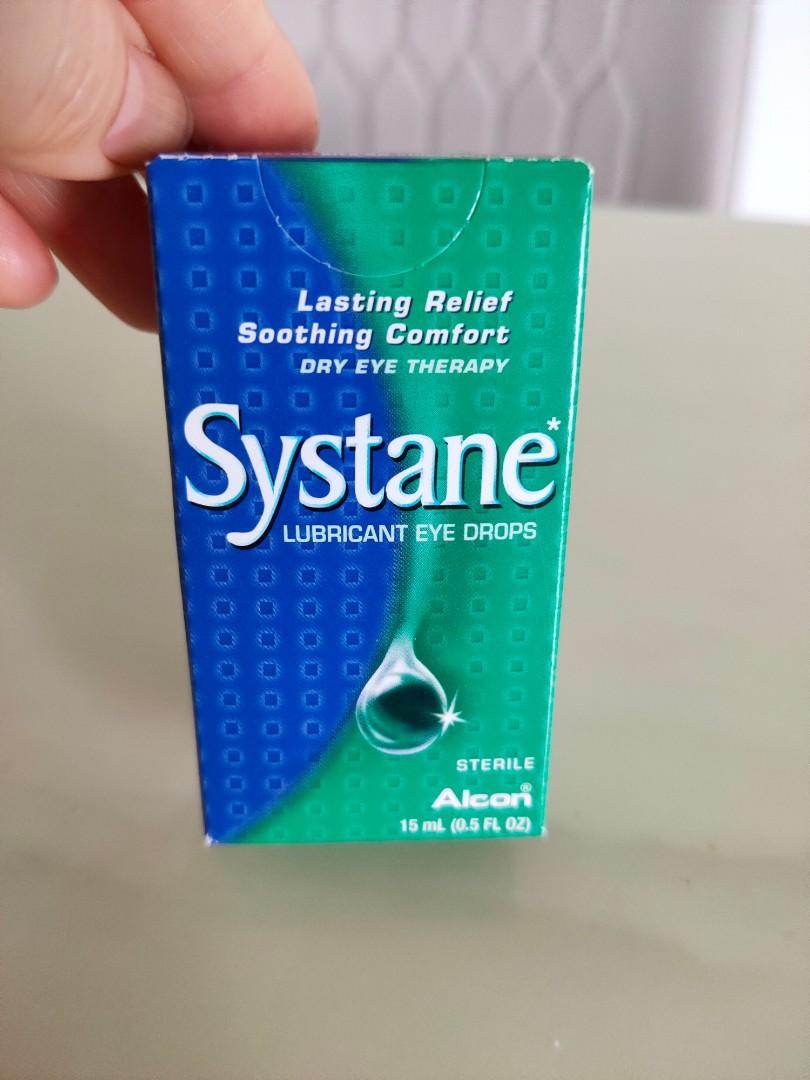 Lasting Relief
Soothing Comfort
DRY EYE THERAPY
Systane*
LUBRICANT EYE DROPS
STERILE
Alcon®
15 mL (0.5 FL OZ)